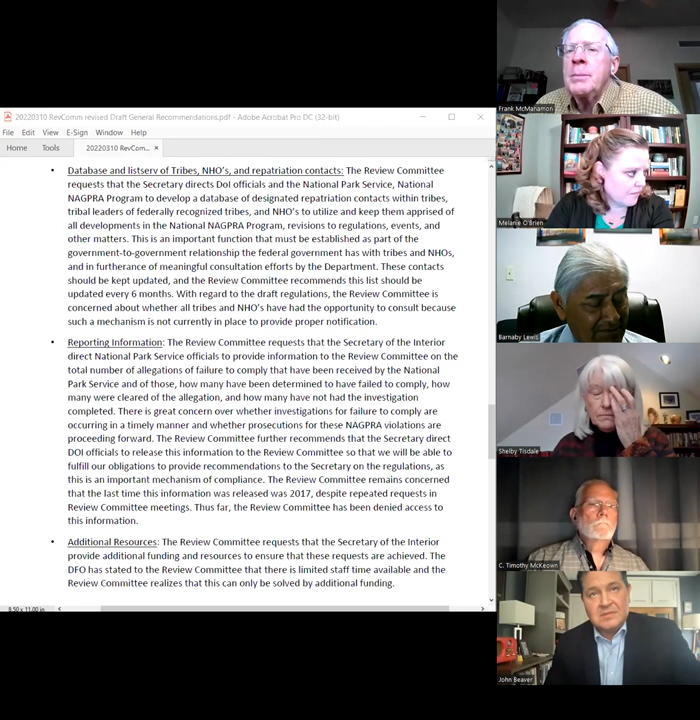 20220310 RevComm revised Draft General Recommendations.pdf - Adobe Acrobat Pro DC (32-bit)
File Edit View E-Sign Window Help
Home Tools 20220310 RevCom... ×
• Database and listserv of Tribes, NHO's, and repatriation contacts: The Review Committee
requests that the Secretary directs DoI officials and the National Park Service, National
NAGPRA Program to develop a database of designated repatriation contacts within tribes,
tribal leaders of federally recognized tribes, and NHO's to utilize and keep them apprised of
all developments in the National NAGPRA Program, revisions to regulations, events, and
other matters. This is an important function that must be established as part of the
government-to-government relationship the federal government has with tribes and NHOs,
and in furtherance of meaningful consultation efforts by the Department. These contacts
should be kept updated, and the Review Committee recommends this list should be
updated every 6 months. With regard to the draft regulations, the Review Committee is
concerned about whether all tribes and NHO's have had the opportunity to consult because
such a mechanism is not currently in place to provide proper notification.
• Reporting Information: The Review Committee requests that the Secretary of the Interior
direct National Park Service officials to provide information to the Review Committee on the
total number of allegations of failure to comply that have been received by the National
Park Service and of those, how many have been determined to have failed to comply, how
many were cleared of the allegation, and how many have not had the investigation
completed. There is great concern over whether investigations for failure to comply are
occurring in a timely manner and whether prosecutions for these NAGPRA violations are
proceeding forward. The Review Committee further recommends that the Secretary direct
DOI officials to release this information to the Review Committee so that we will be able to
fulfill our obligations to provide recommendations to the Secretary on the regulations, as
this is an important mechanism of compliance. The Review Committee remains concerned
that the last time this information was released was 2017, despite repeated requests in
Review Committee meetings. Thus far, the Review Committee has been denied access to
this information.
• Additional Resources: The Review Committee requests that the Secretary of the Interior
provide additional funding and resources to ensure that these requests are achieved. The
DFO has stated to the Review Committee that there is limited staff time available and the
Review Committee realizes that this can only be solved by additional funding.
8.50 x 11.00 in
Frank McManamon
Melanie O'Brien
Barnaby Lewis
Shelby Tisdale
C. Timothy McKeown
John Beaver